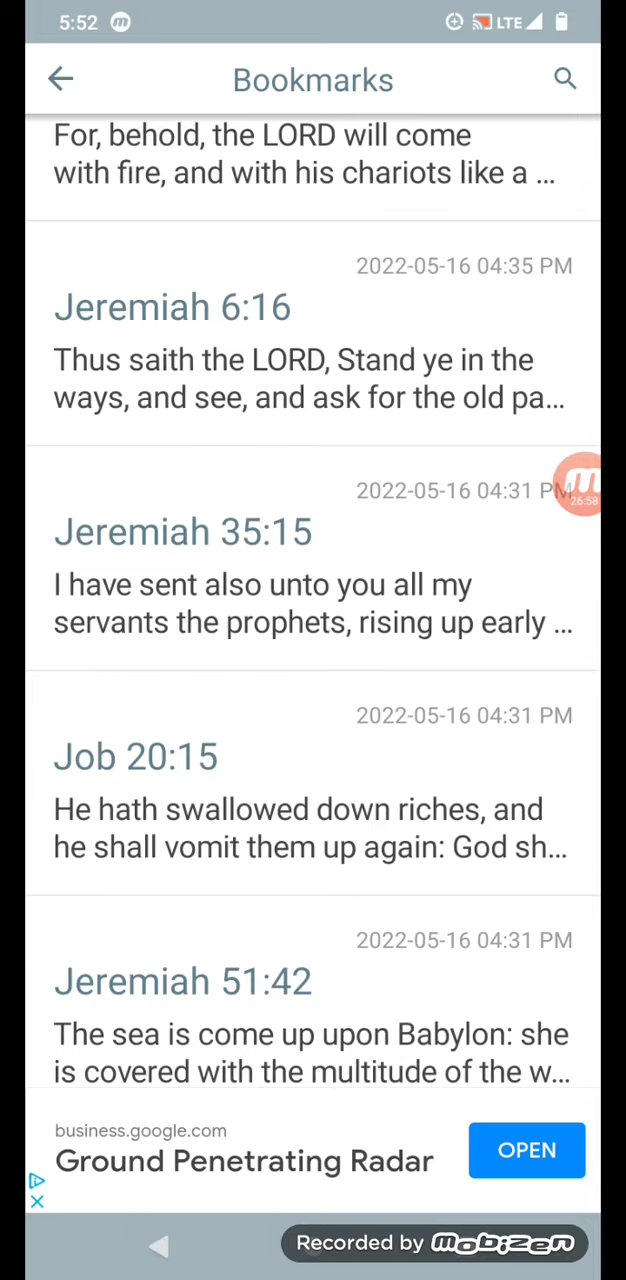 5:52 m LTE
Bookmarks
For, behold, the LORD will come
with fire, and with his chariots like a ...
2022-05-16 04:35 PM
Jeremiah 6:16
Thus saith the LORD, Stand ye in the
ways, and see, and ask for the old pa...
2022-05-16 04:31 PM
m
26:58
Jeremiah 35:15
I have sent also unto you all my
servants the prophets, rising up early ...
2022-05-16 04:31 PM
Job 20:15
He hath swallowed down riches, and
he shall vomit them up again: God sh...
2022-05-16 04:31 PM
Jeremiah 51:42
The sea is come up upon Babylon: she
is covered with the multitude of the w...
business.google.com
Ground Penetrating Radar
OPEN
Recorded by mobizen